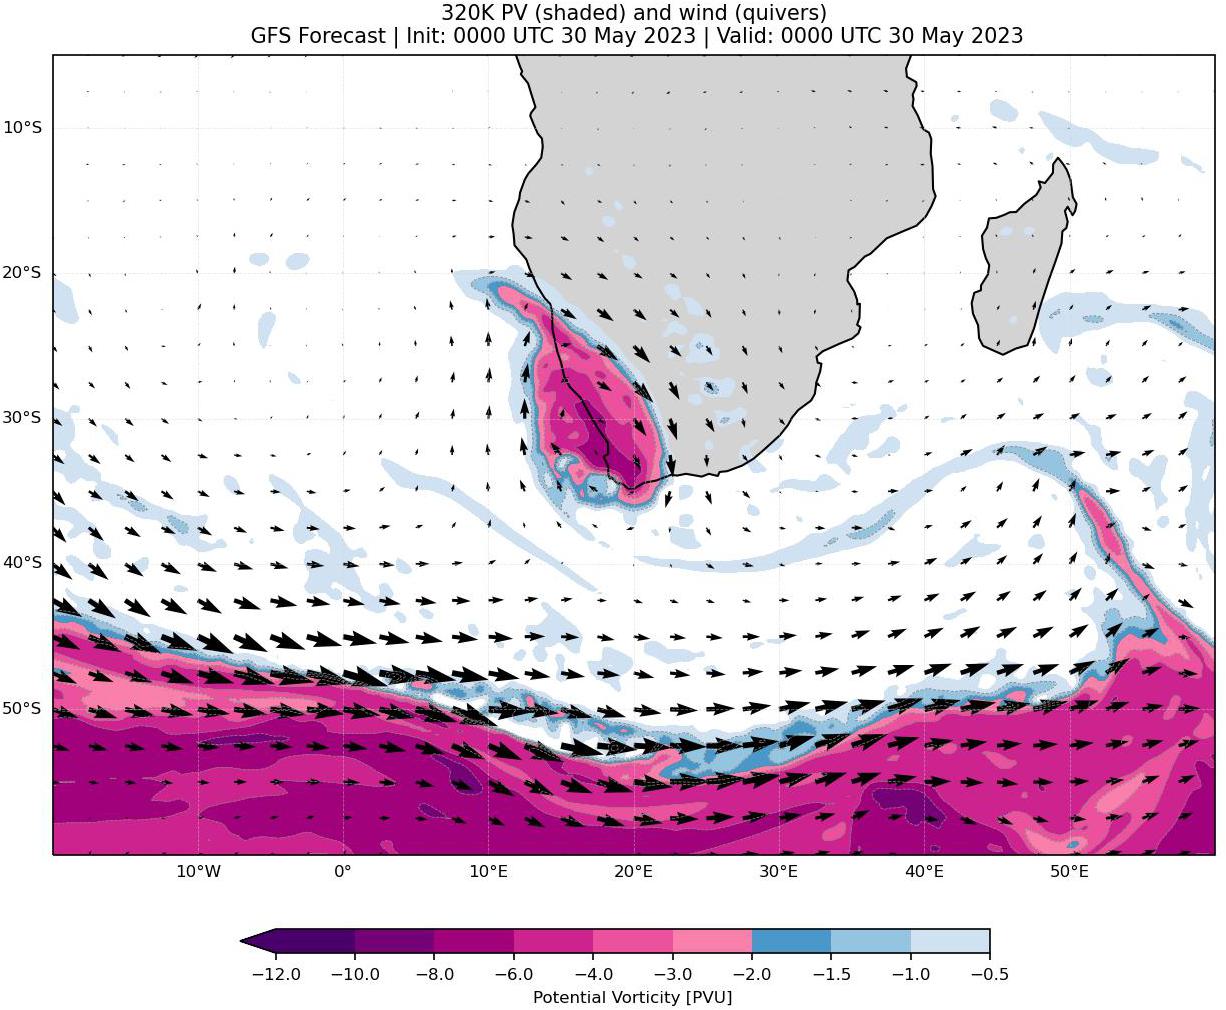 320K PV (shaded) and wind (quivers)
GFS Forecast | Init: 0000 UTC 30 May 2023 | Valid: 0000 UTC 30 May 2023
10°S
20°S
30°S
40°S
50°S
10°W 0° 10°E 20°E 30°E 40°E 50°E
−12.0 −10.0 −8.0 −6.0 −4.0 −3.0 −2.0 −1.5 −1.0 −0.5
Potential Vorticity [PVU]